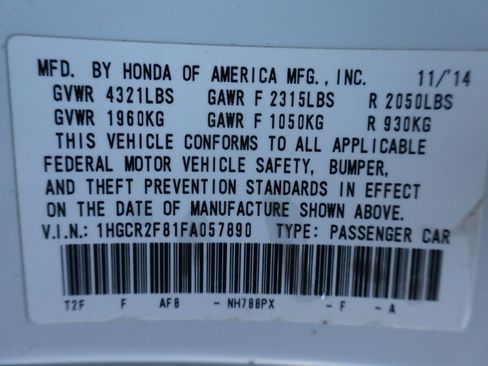 MFD. BY HONDA OF AMERICA MFG., INC. 11/'14
GVWR 4321LBS GAWR F 2315LBS R 2050LBS
GVWR 1960KG GAWR F 1050KG R 930KG
THIS VEHICLE CONFORMS TO ALL APPLICABLE
FEDERAL MOTOR VEHICLE SAFETY, BUMPER,
AND THEFT PREVENTION STANDARDS IN EFFECT
ON THE DATE OF MANUFACTURE SHOWN ABOVE.
V.I.N.: 1HGCR2F81FA057890 TYPE: PASSENGER CAR
T2F F AF8 - NH788PX - F - A